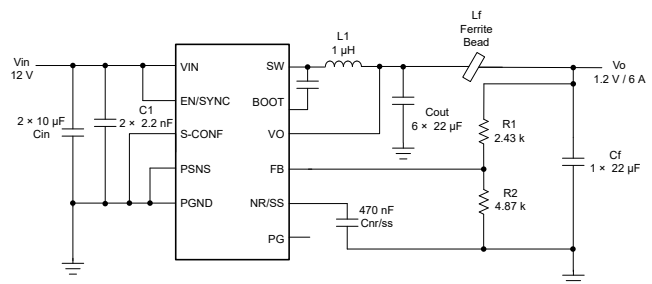 Lf
Ferrite
Bead
L1
1 µH
Vin
12 V
Vo
1.2 V / 6 A
VIN
SW
BOOT
EN/SYNC
C1
2 × 2.2 nF
Cout
6 × 22 µF
2 × 10 µF
Cin
S-CONF
VO
R1
2.43 k
Cf
1 × 22 µF
PSNS
FB
R2
4.87 k
PGND
NR/SS
470 nF
Cnr/ss
PG